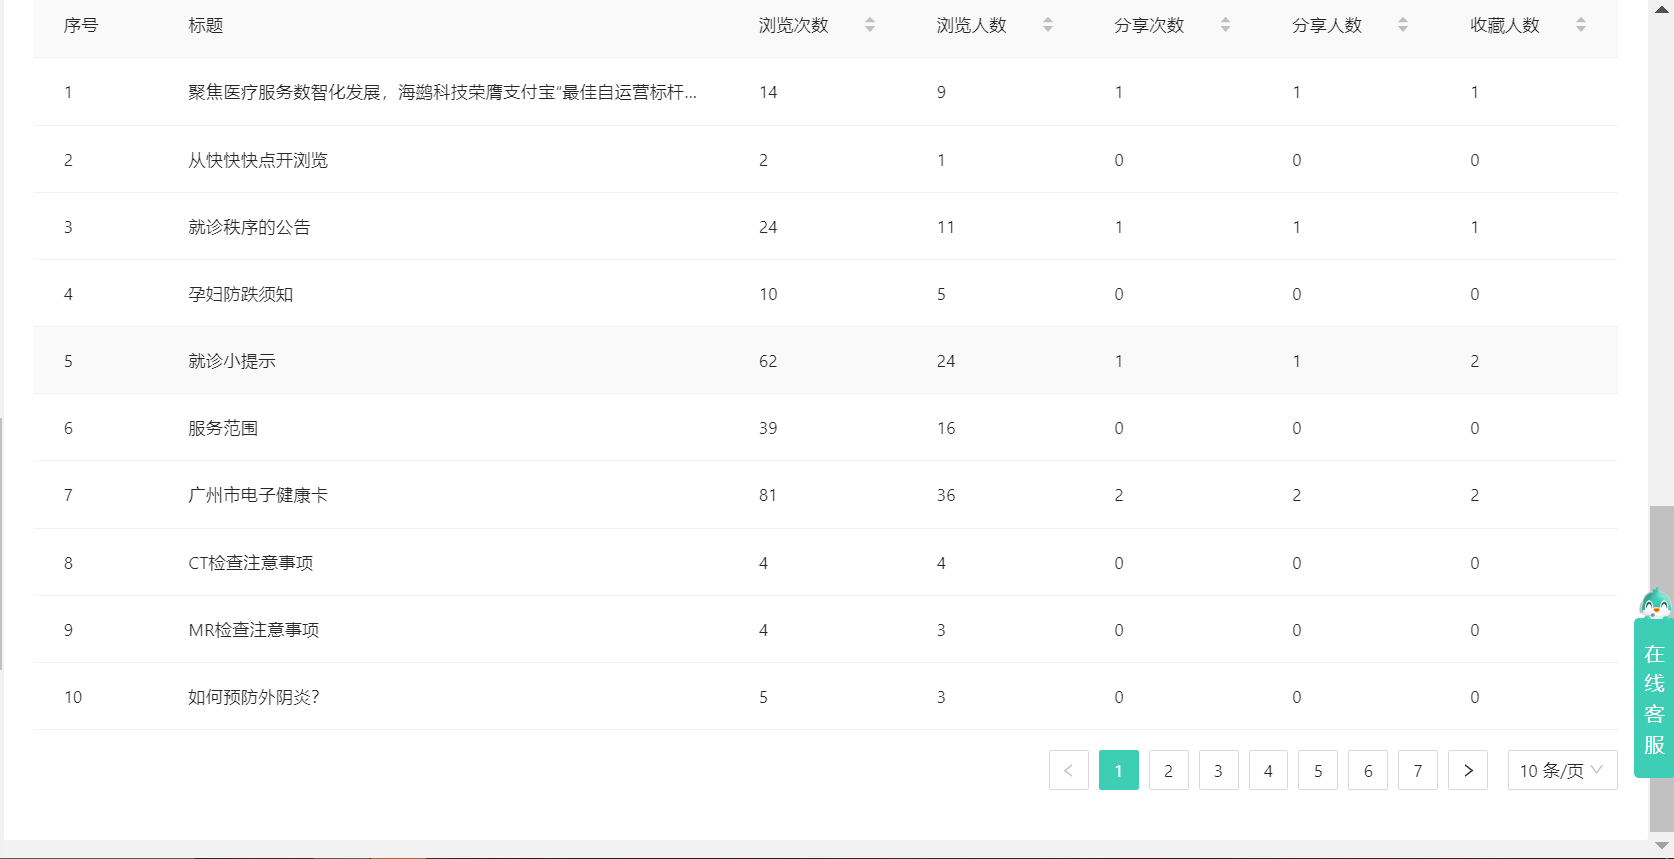 序号 标题 浏览次数 浏览人数 分享次数 分享人数 收藏人数
1 聚焦医疗服务数智化发展，海鹚科技荣膺支付宝“最佳自运营标杆... 14 9 1 1 1
2 从快快快点开浏览 2 1 0 0 0
3 就诊秩序的公告 24 11 1 1 1
4 孕妇防跌须知 10 5 0 0 0
5 就诊小提示 62 24 1 1 2
6 服务范围 39 16 0 0 0
7 广州市电子健康卡 81 36 2 2 2
8 CT检查注意事项 4 4 0 0 0
9 MR检查注意事项 4 3 0 0 0
10 如何预防外阴炎？ 5 3 0 0 0
< 1 2 3 4 5 6 7 > 10 条/页
在线客服